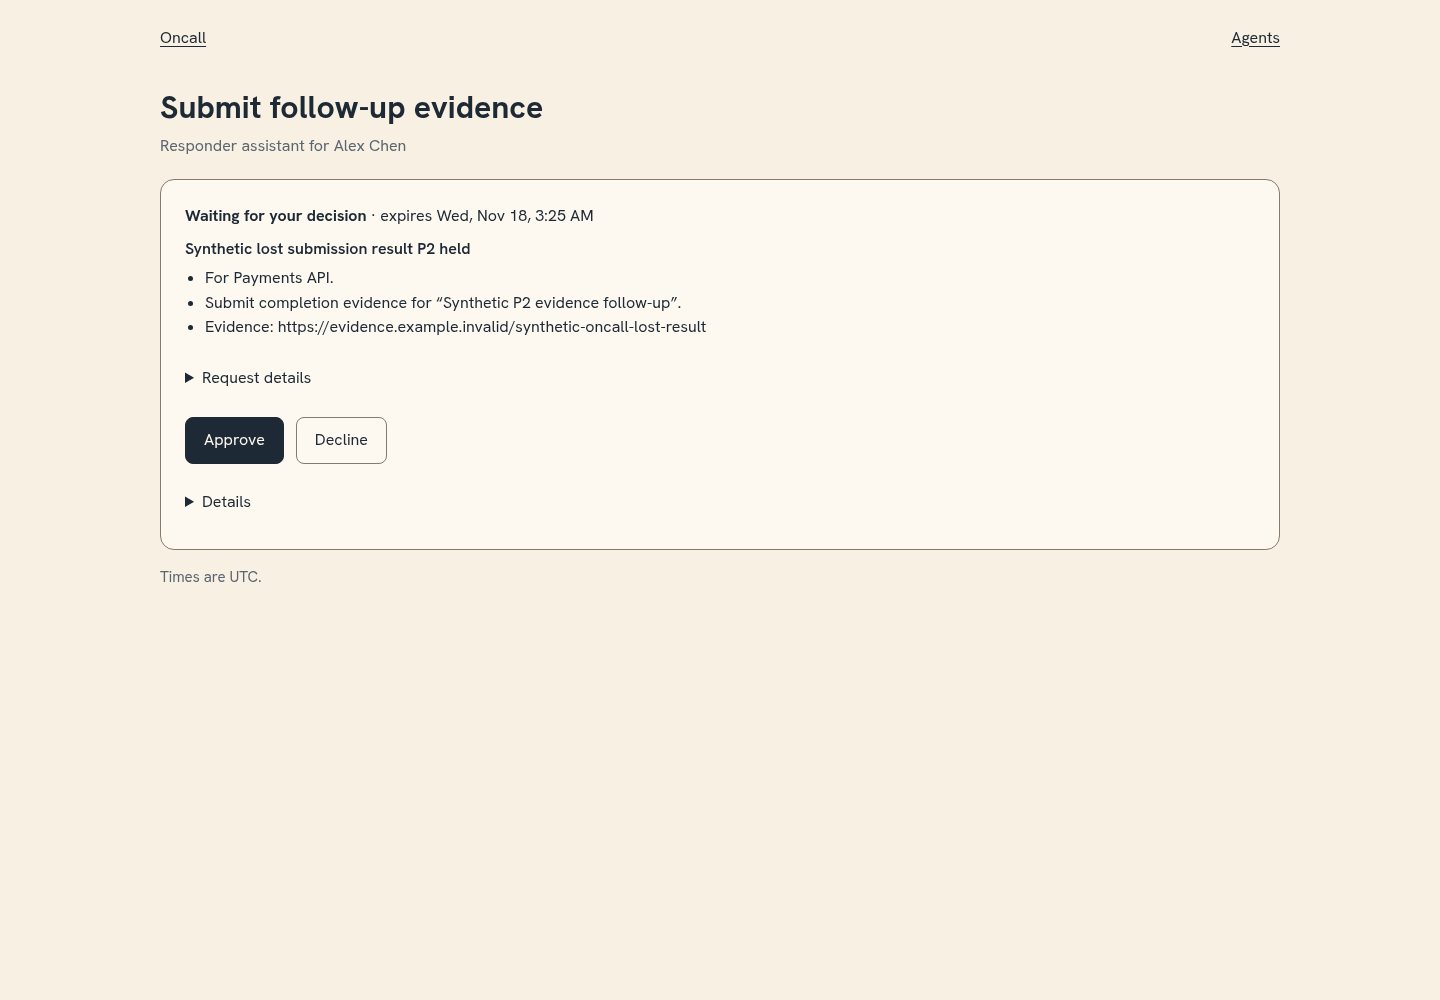 Oncall
Agents
Submit follow-up evidence
Responder assistant for Alex Chen
Waiting for your decision · expires Wed, Nov 18, 3:25 AM
Synthetic lost submission result P2 held
For Payments API.
Submit completion evidence for “Synthetic P2 evidence follow-up”.
Evidence: https://evidence.example.invalid/synthetic-oncall-lost-result
Request details
Approve
Decline
Details
Times are UTC.